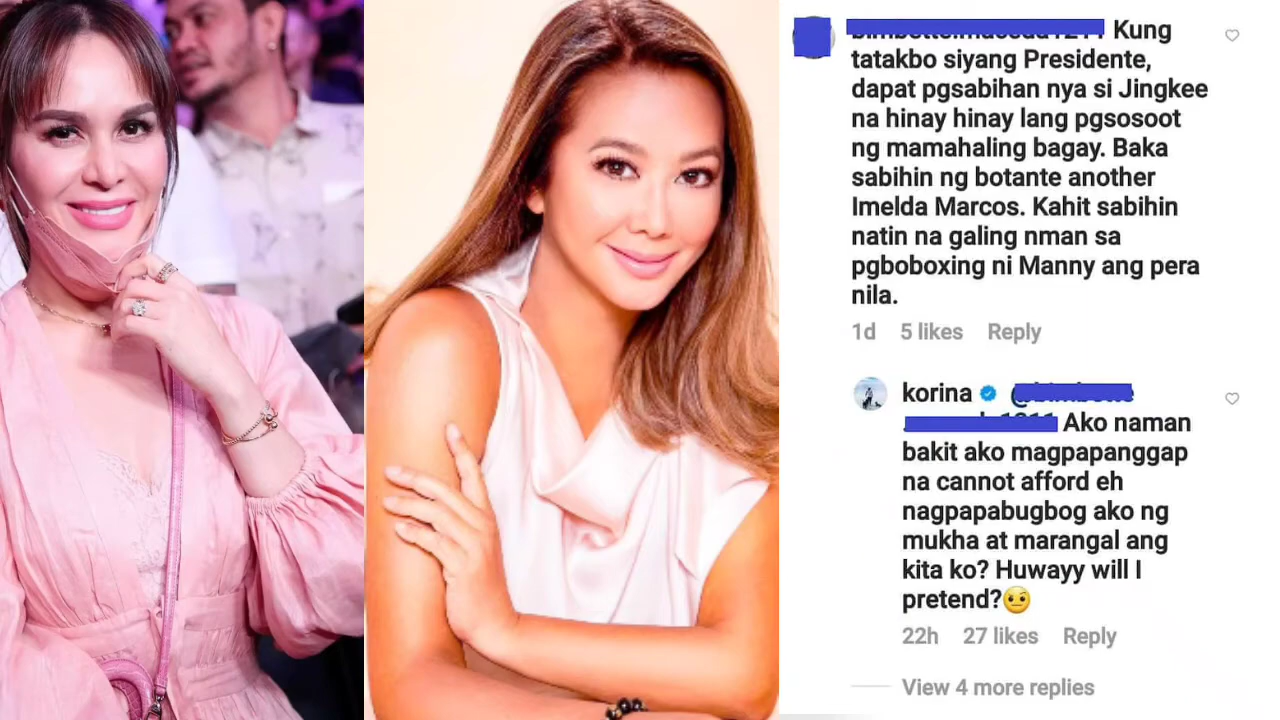 Kung
tatakbo siyang Presidente,
dapat pgsabihan nya si Jingkee
na hinay hinay lang pgsosoot
ng mamahaling bagay. Baka
sabihin ng botante another
Imelda Marcos. Kahit sabihin
natin na galing nman sa
pgboboxing ni Manny ang pera
nila.
1d 5 likes Reply
korina
Ako naman
bakit ako magpapanggap
na cannot afford eh
nagpapabugbog ako ng
mukha at marangal ang
kita ko? Huwayy will I
pretend?🤨
22h 27 likes Reply
View 4 more replies